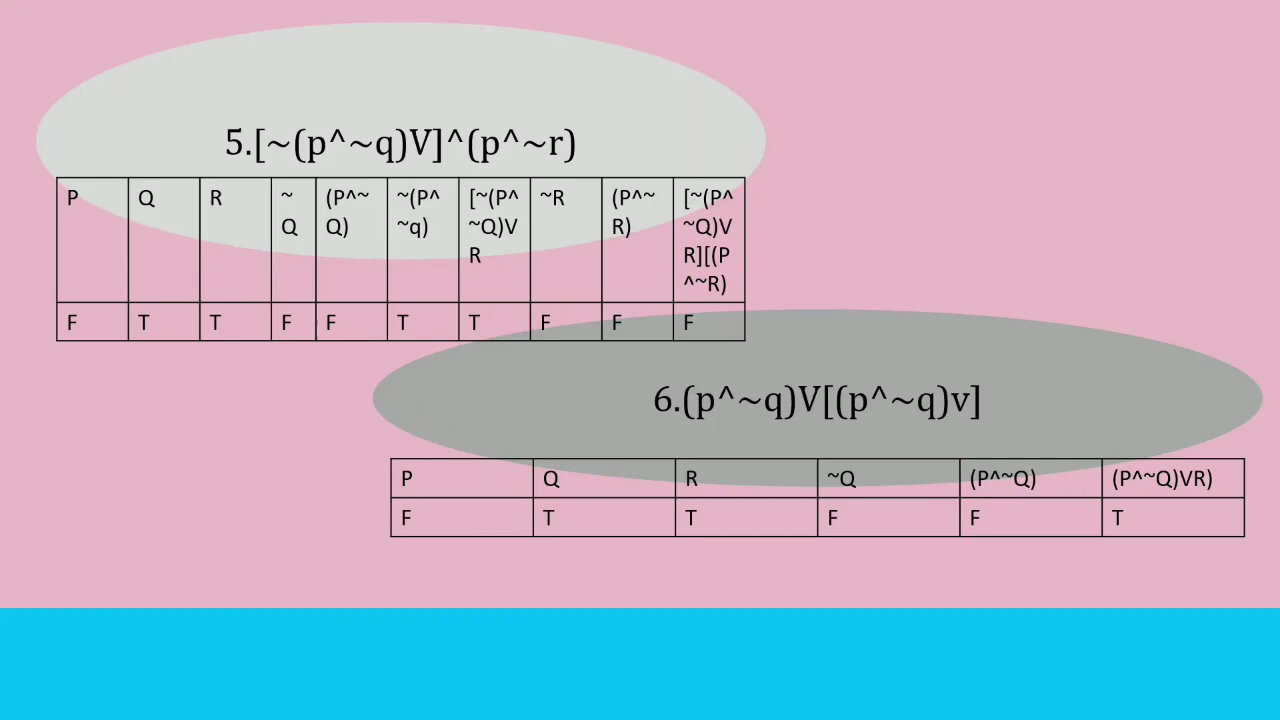 5.[~(p^~q)V]^(p^~r)
P Q R ~ (P^~ ~(P^ [~(P^ ~R (P^~ [~(P^
Q Q) ~q) ~Q)V R) ~Q)V
R R][(P
^~R)
F T T F F T T F F F
6.(p^~q)V[(p^~q)v]
P Q R ~Q (P^~Q) (P^~Q)VR)
F T T F F T